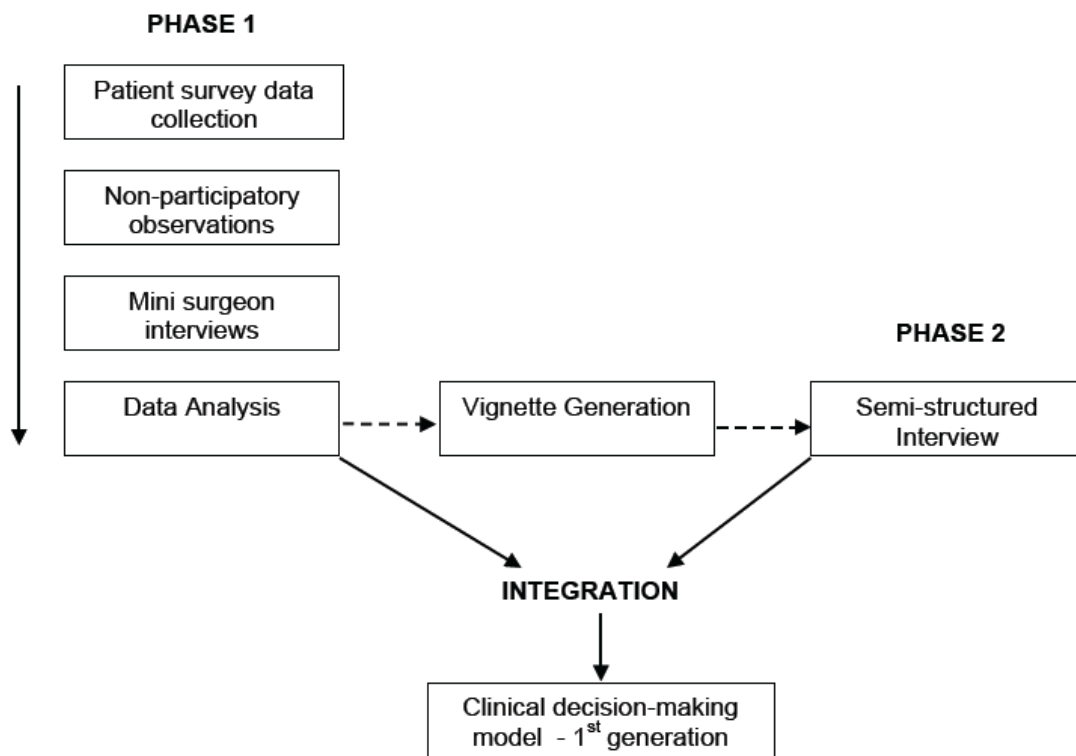 PHASE 1
Patient survey data
collection
Non-participatory
observations
Mini surgeon
interviews
PHASE 2
Data Analysis
Vignette Generation
Semi-structured
Interview
INTEGRATION
Clinical decision-making
model - 1st generation